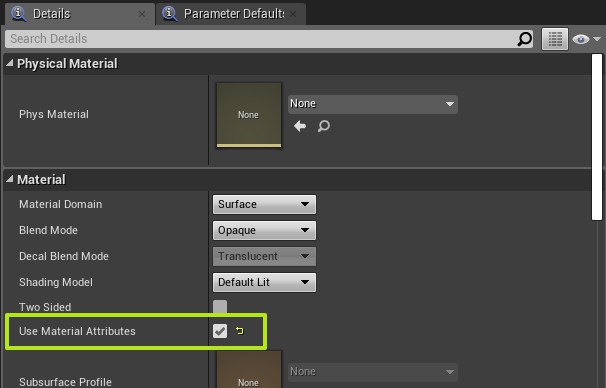 Details
Parameter Defaults
Search Details
Physical Material
Phys Material
None
None
Material
Material Domain
Surface
Blend Mode
Opaque
Decal Blend Mode
Translucent
Shading Model
Default Lit
Two Sided
Use Material Attributes
Subsurface Profile
None
None